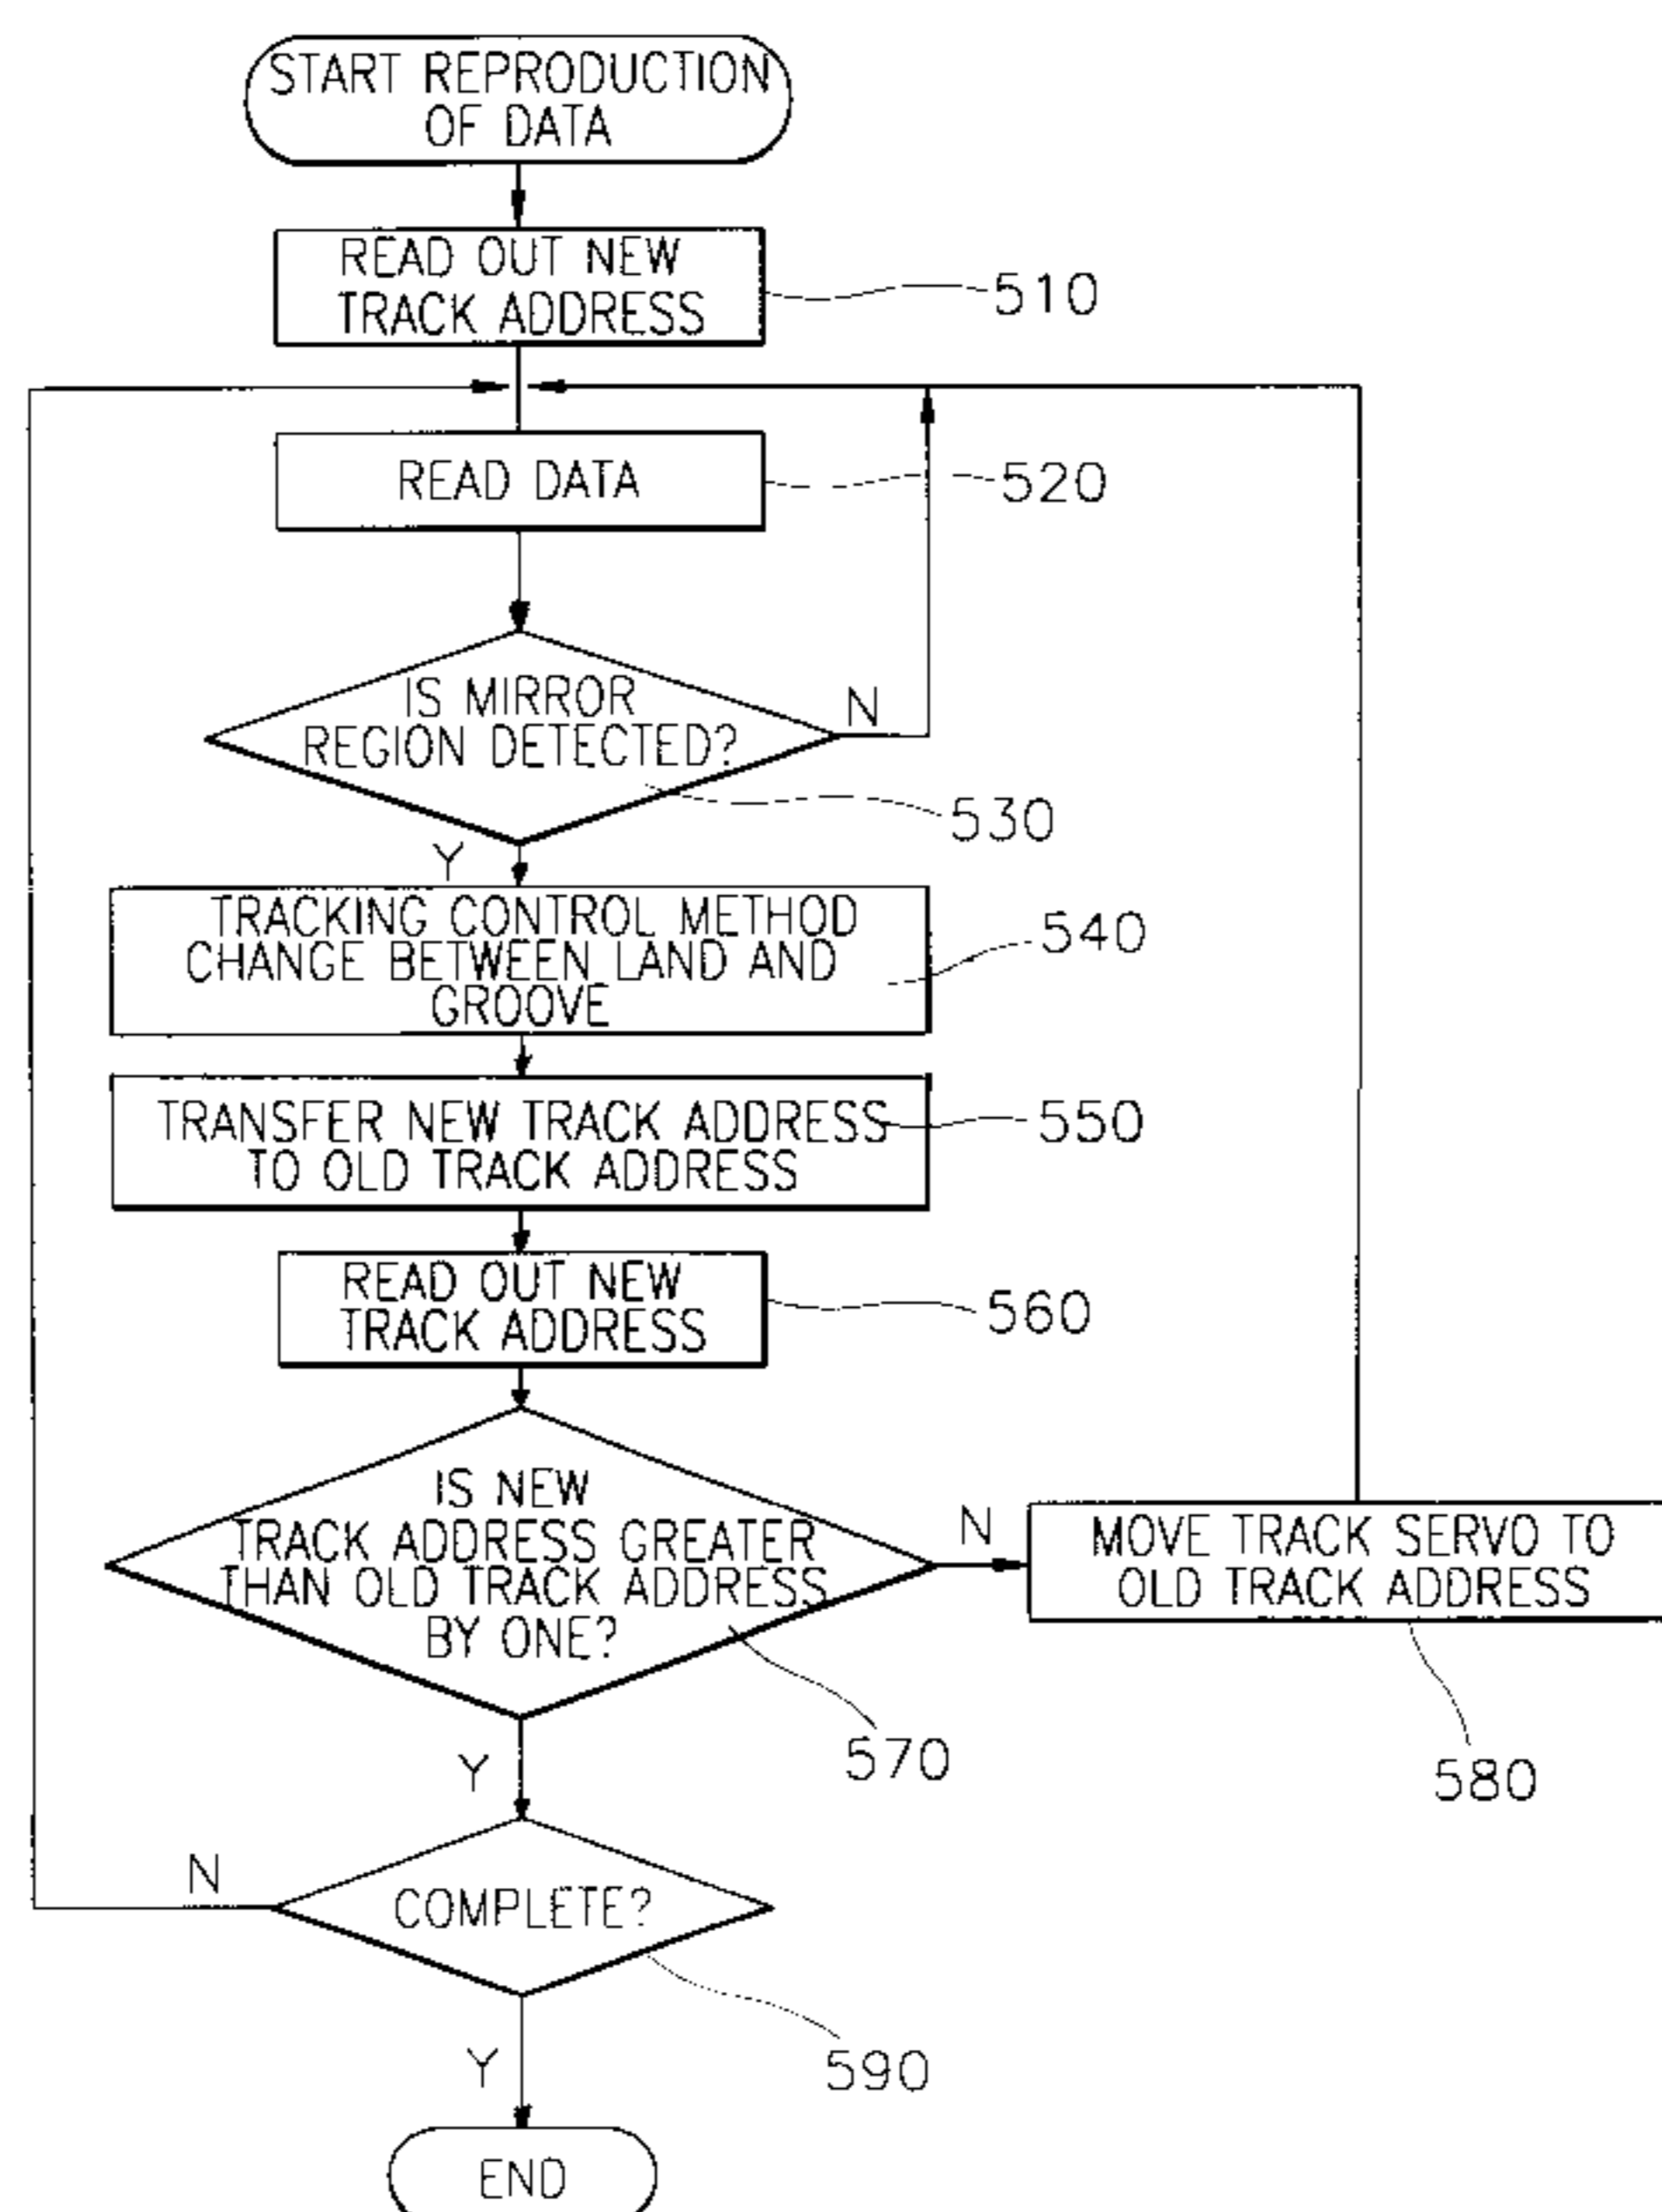 START REPRODUCTION
OF DATA
READ OUT NEW
TRACK ADDRESS
510
READ DATA
520
IS MIRROR
REGION DETECTED?
N
530
Y
TRACKING CONTROL METHOD
CHANGE BETWEEN LAND AND
GROOVE
540
TRANSFER NEW TRACK ADDRESS
TO OLD TRACK ADDRESS
550
READ OUT NEW
TRACK ADDRESS
560
IS NEW
TRACK ADDRESS GREATER
THAN OLD TRACK ADDRESS
BY ONE?
N
MOVE TRACK SERVO TO
OLD TRACK ADDRESS
570
580
Y
N
COMPLETE?
590
Y
END